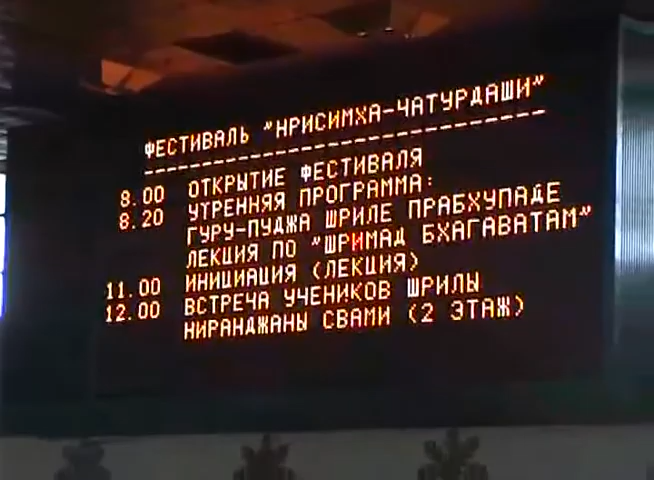 ФЕСТИВАЛЬ "НРИСИМХА-ЧАТУРДАШИ"
8.00 ОТКРЫТИЕ ФЕСТИВАЛЯ
8.20 УТРЕННЯЯ ПРОГРАММА:
ГУРУ-ПУДЖА ШРИЛЕ ПРАБХУПАДЕ
ЛЕКЦИЯ ПО "ШРИМАД БХАГАВАТАМ"
11.00 ИНИЦИАЦИЯ (ЛЕКЦИЯ)
12.00 ВСТРЕЧА УЧЕНИКОВ ШРИЛЫ
НИРАНДЖАНЫ СВАМИ (2 ЭТАЖ)